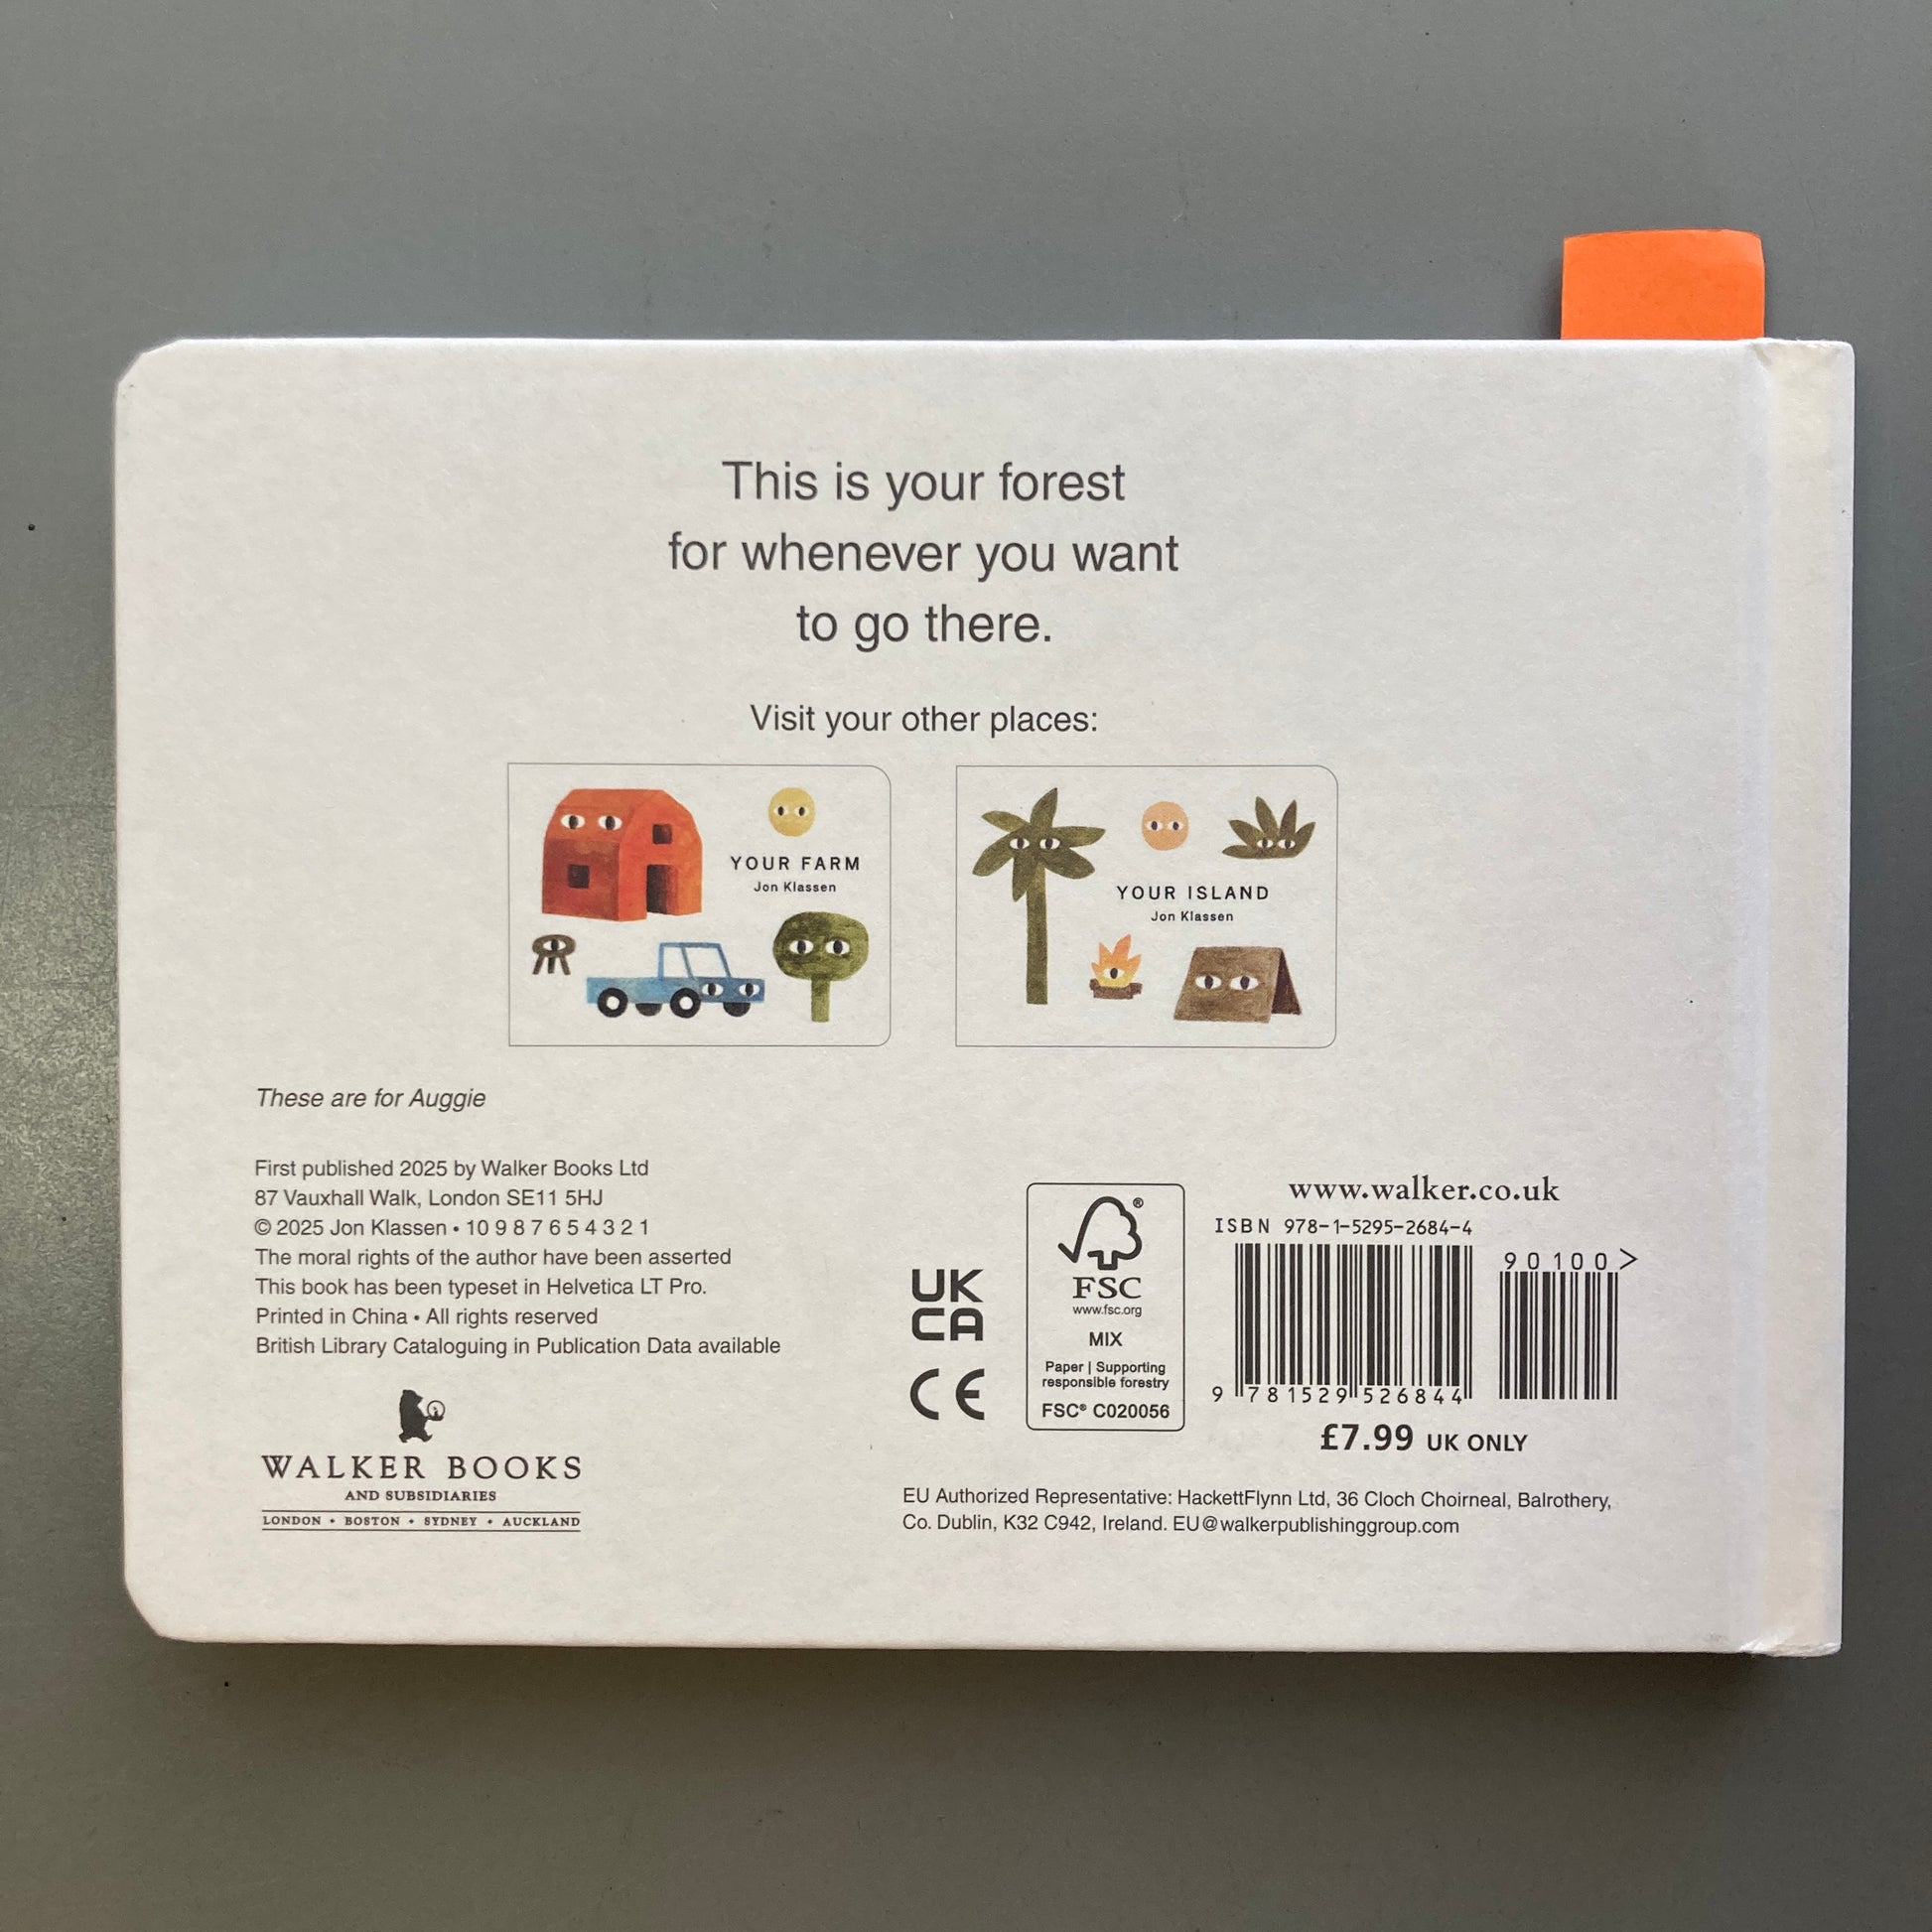 This is your forest
for whenever you want
to go there.
Visit your other places:
YOUR FARM
Jon Klassen
YOUR ISLAND
Jon Klassen
These are for Auggie
First published 2025 by Walker Books Ltd
87 Vauxhall Walk, London SE11 5HJ
© 2025 Jon Klassen • 10 9 8 7 6 5 4 3 2 1
The moral rights of the author have been asserted
This book has been typeset in Helvetica LT Pro.
Printed in China • All rights reserved
British Library Cataloguing in Publication Data available
WALKER BOOKS
AND SUBSIDIARIES
LONDON • BOSTON • SYDNEY • AUCKLAND
UK
CA
CE
®
FSC
www.fsc.org
MIX
Paper | Supporting
responsible forestry
FSC® C020056
www.walker.co.uk
ISBN 978-1-5295-2684-4
90100>
9 781529 526844
£7.99 UK ONLY
EU Authorized Representative: HackettFlynn Ltd, 36 Cloch Choirneal, Balrothery,
Co. Dublin, K32 C942, Ireland. EU@walkerpublishinggroup.com